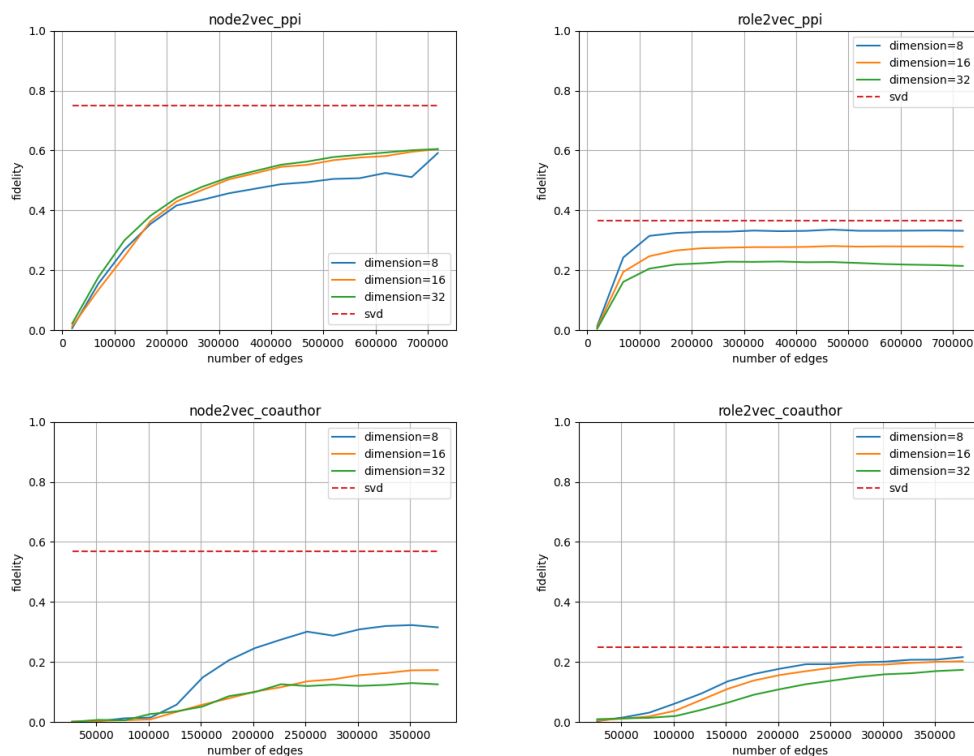 node2vec_ppi
1.0
0.8
0.6
0.4
0.2
0.0
fidelity
dimension=8
dimension=16
dimension=32
svd
0 100000 200000 300000 400000 500000 600000 700000
number of edges
role2vec_ppi
1.0
0.8
0.6
0.4
0.2
0.0
fidelity
dimension=8
dimension=16
dimension=32
svd
0 100000 200000 300000 400000 500000 600000 700000
number of edges
node2vec_coauthor
1.0
0.8
0.6
0.4
0.2
0.0
fidelity
dimension=8
dimension=16
dimension=32
svd
50000 100000 150000 200000 250000 300000 350000
number of edges
role2vec_coauthor
1.0
0.8
0.6
0.4
0.2
0.0
fidelity
dimension=8
dimension=16
dimension=32
svd
50000 100000 150000 200000 250000 300000 350000
number of edges